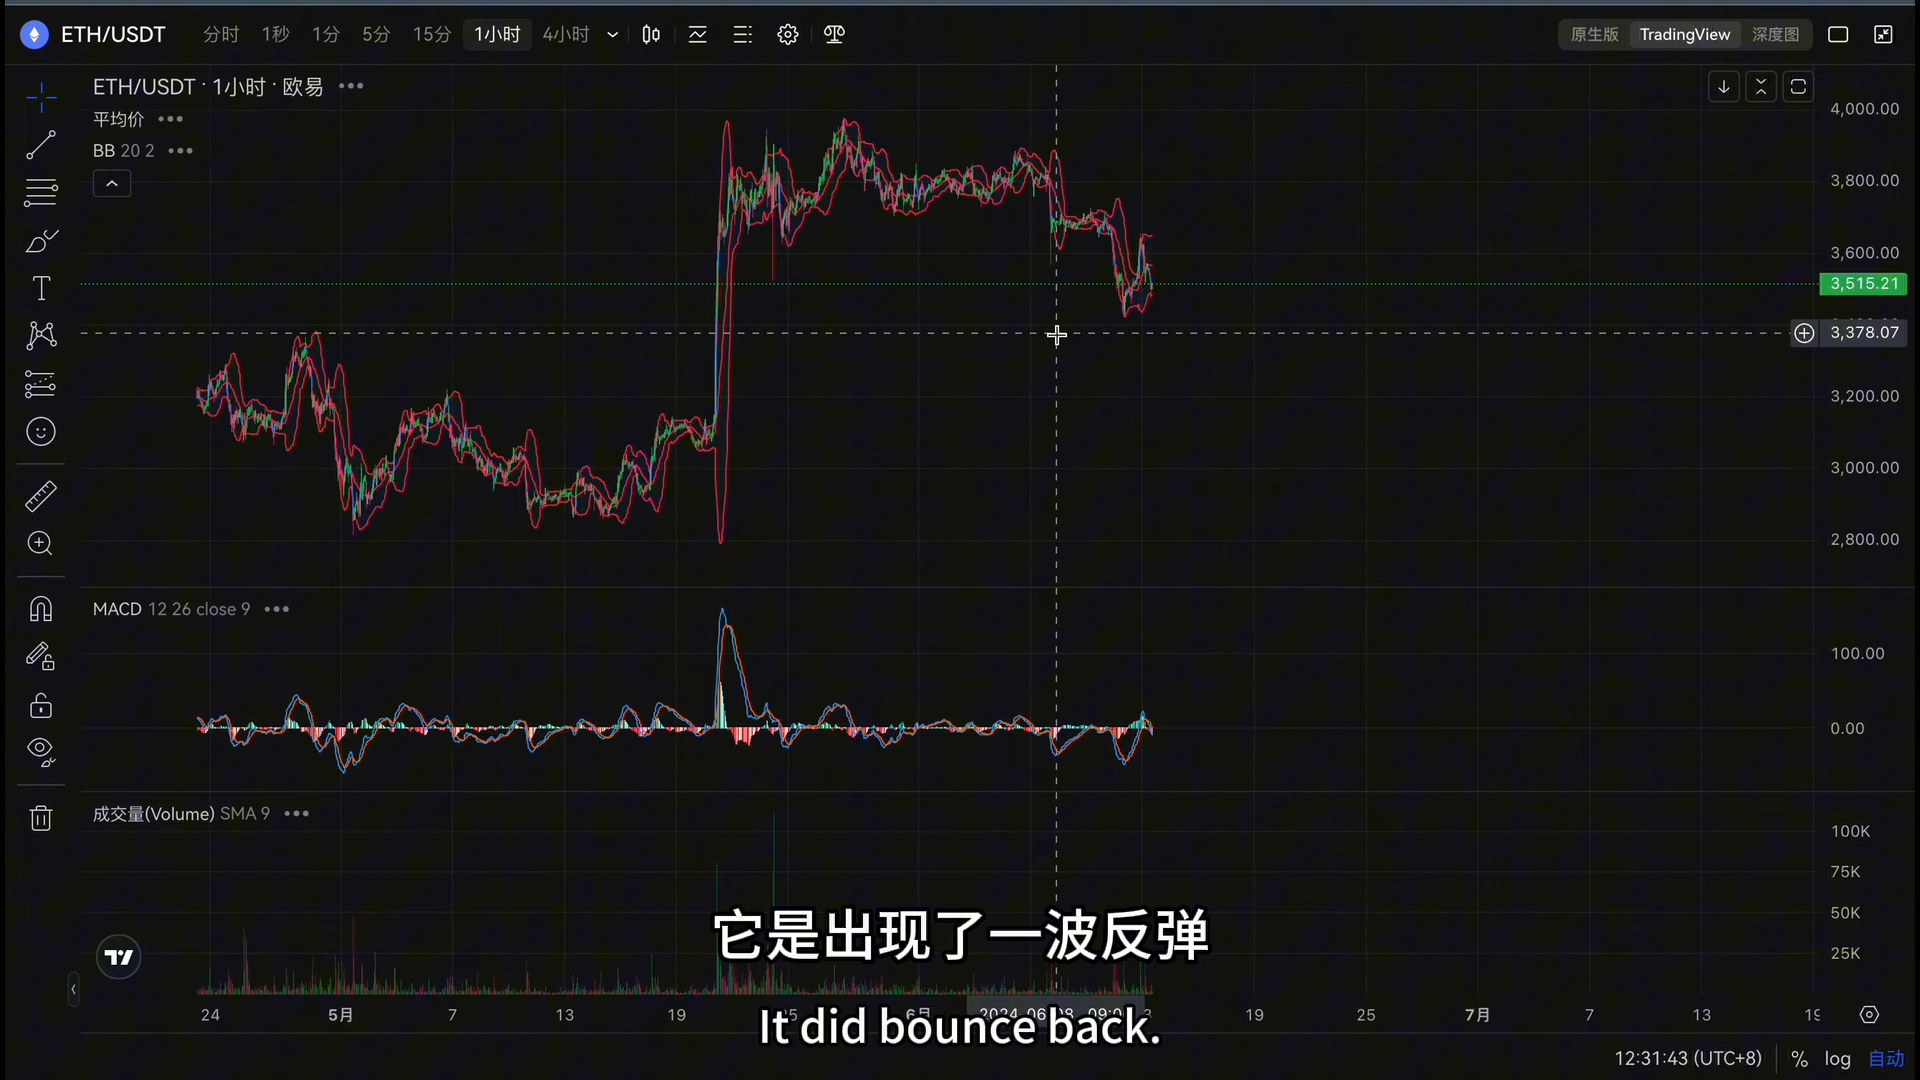 ETH/USDT 分时 1秒 1分 5分 15分 1小时 4小时 原生版 TradingView 深度图
ETH/USDT · 1小时 · 欧易
平均价
BB 20 2
4,000.00
3,800.00
3,600.00
3,515.21
3,378.07
3,200.00
3,000.00
2,800.00
MACD 12 26 close 9
100.00
0.00
成交量(Volume) SMA 9
100K
75K
50K
25K
它是出现了一波反弹
24 5月 7 13 19 19 25 7月 7 13
It did bounce back.
12:31:43 (UTC+8) % log 自动